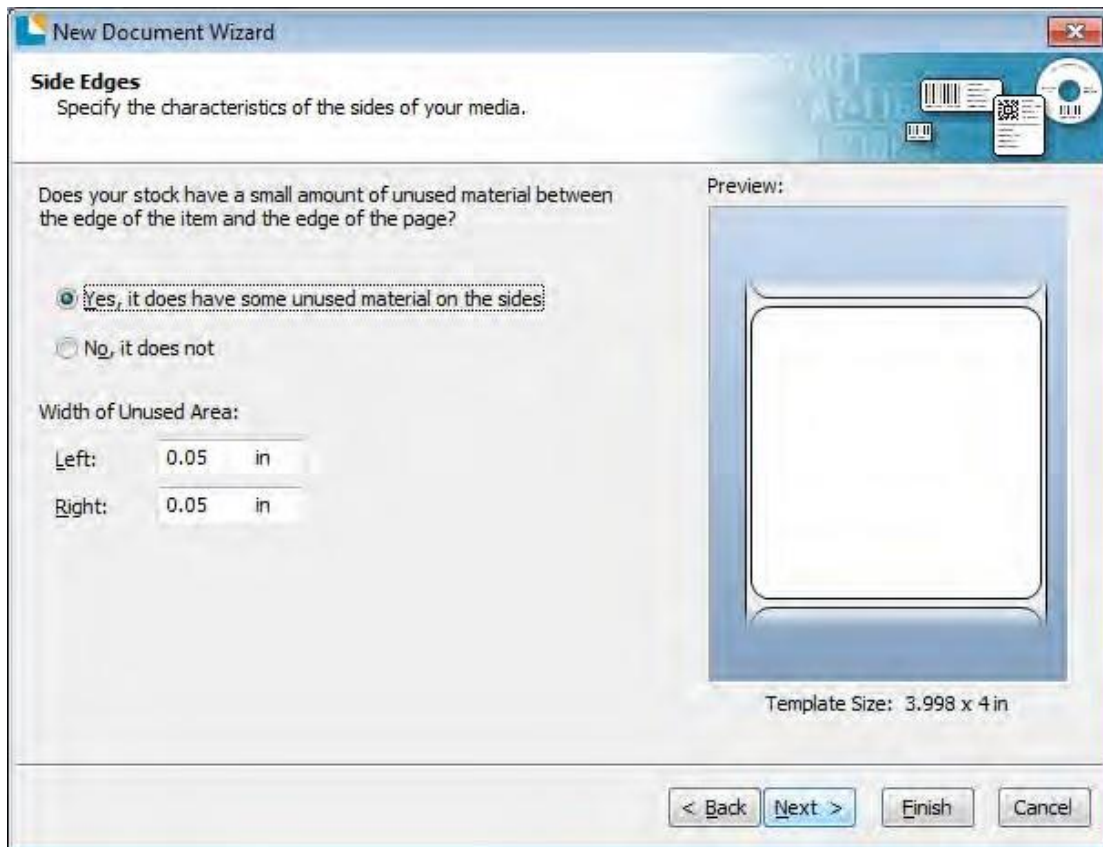 New Document Wizard
Side Edges
Specify the characteristics of the sides of your media.
Does your stock have a small amount of unused material between
the edge of the item and the edge of the page?
Yes, it does have some unused material on the sides
No, it does not
Width of Unused Area:
Left: 0.05 in
Right: 0.05 in
Preview:
Template Size: 3.998 x 4 in
< Back Next > Finish Cancel